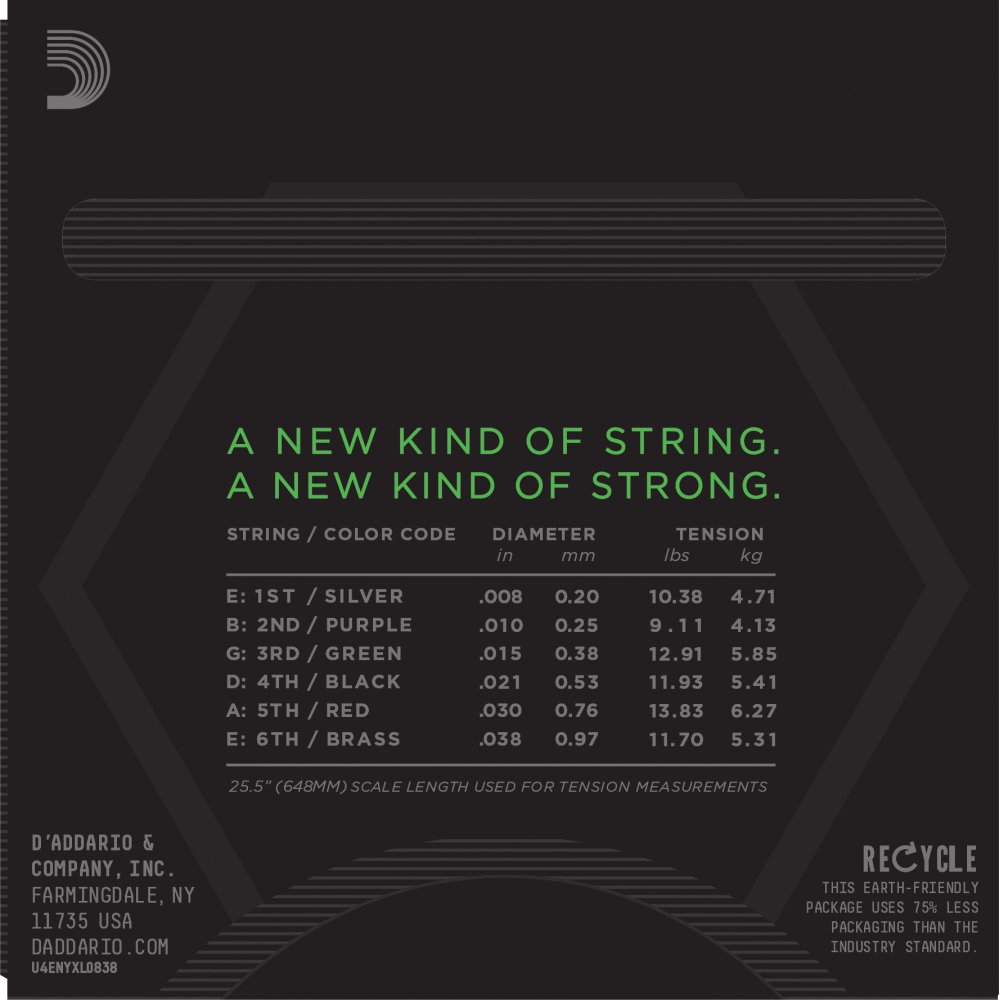 A NEW KIND OF STRING.
A NEW KIND OF STRONG.
STRING / COLOR CODE DIAMETER TENSION
in mm lbs kg
E: 1ST / SILVER .008 0.20 10.38 4.71
B: 2ND / PURPLE .010 0.25 9.11 4.13
G: 3RD / GREEN .015 0.38 12.91 5.85
D: 4TH / BLACK .021 0.53 11.93 5.41
A: 5TH / RED .030 0.76 13.83 6.27
E: 6TH / BRASS .038 0.97 11.70 5.31
25.5” (648MM) SCALE LENGTH USED FOR TENSION MEASUREMENTS
D’ADDARIO &
COMPANY, INC.
FARMINGDALE, NY
11735 USA
DADDARIO.COM
U4ENYXL0838
RECYCLE
THIS EARTH-FRIENDLY
PACKAGE USES 75% LESS
PACKAGING THAN THE
INDUSTRY STANDARD.